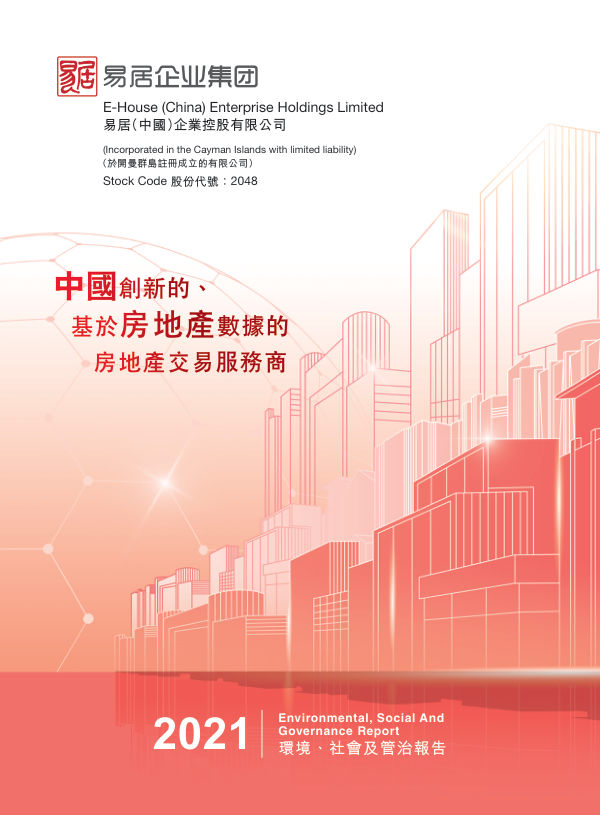 易居
易居企业集团
E-House (China) Enterprise Holdings Limited
易居(中國)企業控股有限公司
(Incorporated in the Cayman Islands with limited liability)
(於開曼群島註冊成立的有限公司)
Stock Code 股份代號：2048
中國創新的、
基於房地產數據的
房地產交易服務商
2021
Environmental, Social And
Governance Report
環境、社會及管治報告